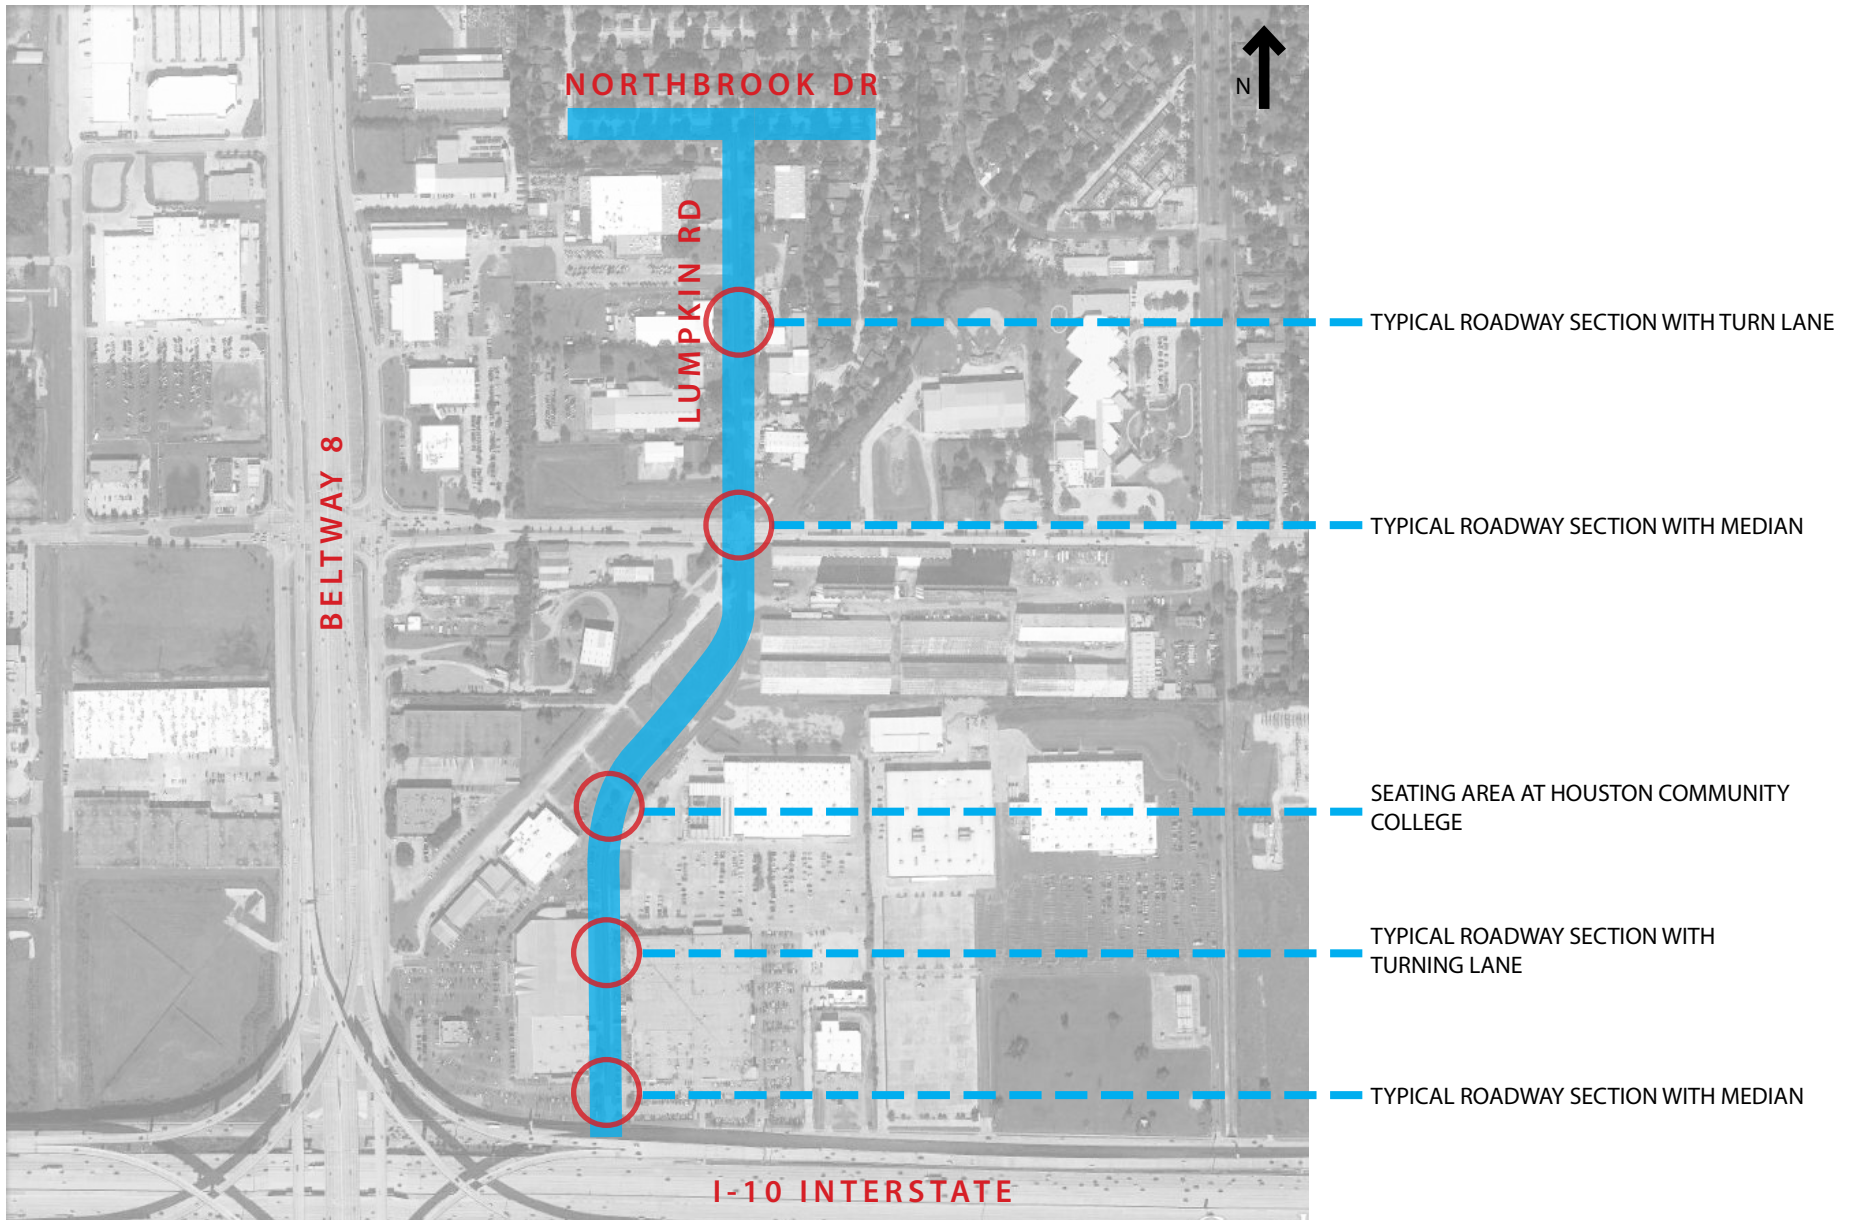 NORTHBROOK DR
N
LUMPKIN RD
TYPICAL ROADWAY SECTION WITH TURN LANE
BELTWAY 8
TYPICAL ROADWAY SECTION WITH MEDIAN
SEATING AREA AT HOUSTON COMMUNITY
COLLEGE
TYPICAL ROADWAY SECTION WITH
TURNING LANE
TYPICAL ROADWAY SECTION WITH MEDIAN
I-10 INTERSTATE